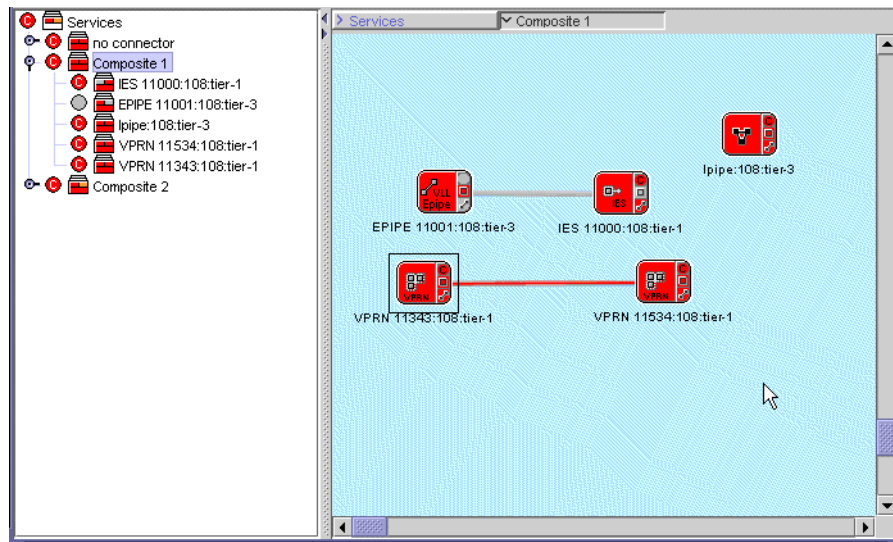 Services
no connector
Composite 1
IES 11000:108:tier-1
EPIPE 11001:108:tier-3
Ipipe:108:tier-3
VPRN 11534:108:tier-1
VPRN 11343:108:tier-1
Composite 2
Services
Composite 1
C
Ipipe:108:tier-3
VLL
Epipe
EPIPE 11001:108:tier-3
C
IES
IES 11000:108:tier-1
C
VPRN
VPRN 11343:108:tier-1
C
VPRN
VPRN 11534:108:tier-1